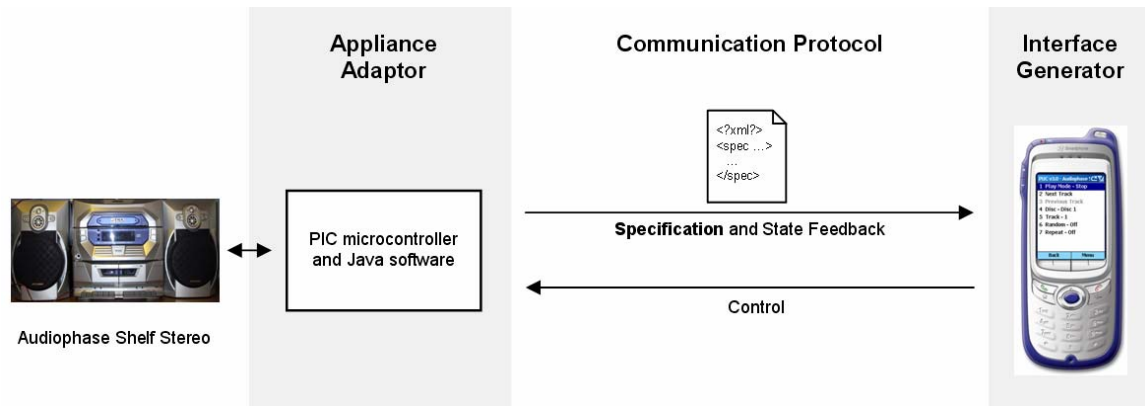 Appliance
Adaptor
Communication Protocol
Interface
Generator
<?xml?>
<spec ...>
...
</spec>
PIC microcontroller
and Java software
Specification and State Feedback
Control
Audiophase Shelf Stereo
1 Play Mode - Stop
2 Next Track
3 Previous Track
4 Disc - Disc 1
5 Track - 1
6 Random - Off
7 Repeat - Off
Back Menu